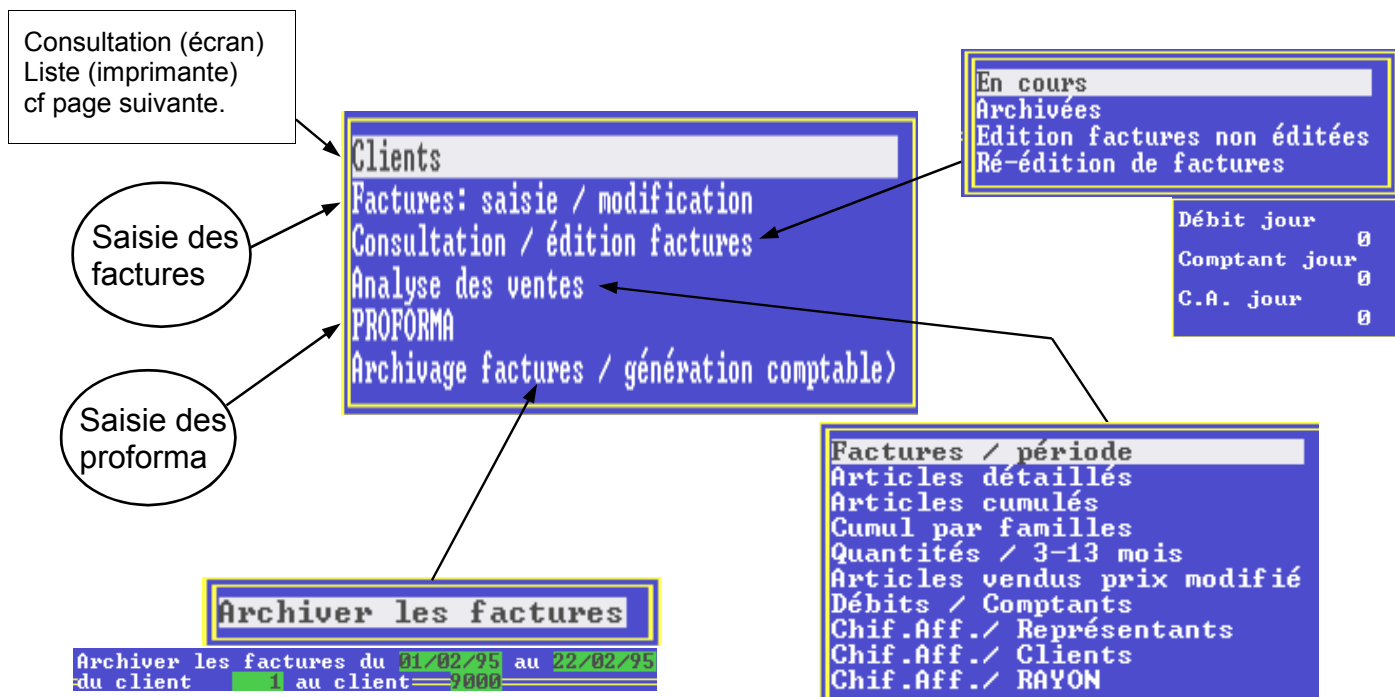 Consultation (écran)
Liste (imprimante)
cf page suivante.
En cours
Archivées
Edition factures non éditées
Ré-édition de factures
Clients
Factures: saisie / modification
Consultation / édition factures
Analyse des ventes
PROFORMA
Archivage factures / génération comptable)
Saisie des
factures
Débit jour
0
Comptant jour
0
C.A. jour
0
Saisie des
proforma
Factures / période
Articles détaillés
Articles cumulés
Cumul par familles
Quantités / 3-13 mois
Articles vendus prix modifié
Débits / Comptants
Chif.Aff./ Représentants
Chif.Aff./ Clients
Chif.Aff./ RAYON
Archiver les factures
Archiver les factures du 01/02/95 au 22/02/95
du client 1 au client 9000